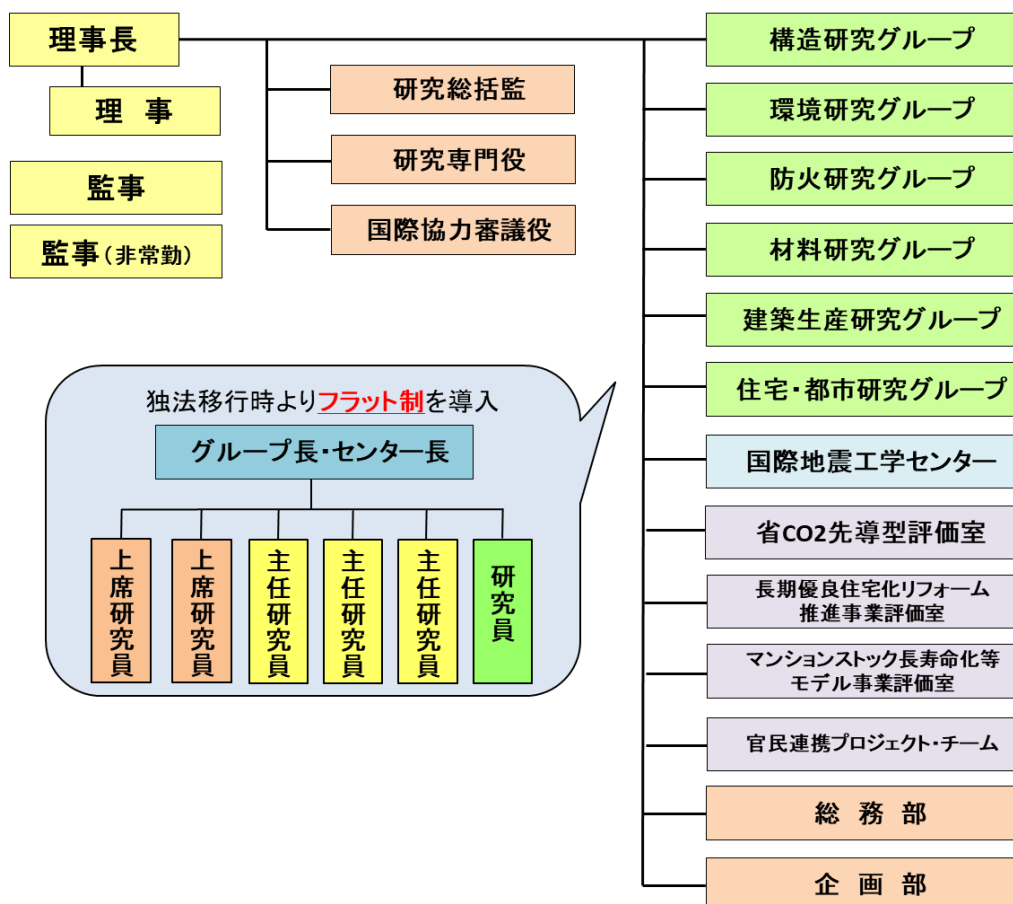 理事長
理 事
監事
監事(非常勤)
研究総括監
研究専門役
国際協力審議役
構造研究グループ
環境研究グループ
防火研究グループ
材料研究グループ
建築生産研究グループ
住宅・都市研究グループ
国際地震工学センター
省CO2先導型評価室
長期優良住宅化リフォーム
推進事業評価室
マンションストック長寿命化等
モデル事業評価室
官民連携プロジェクト・チーム
総 務 部
企 画 部
独法移行時よりフラット制を導入
グループ長・センター長
上席研究員
上席研究員
主任研究員
主任研究員
主任研究員
研究員